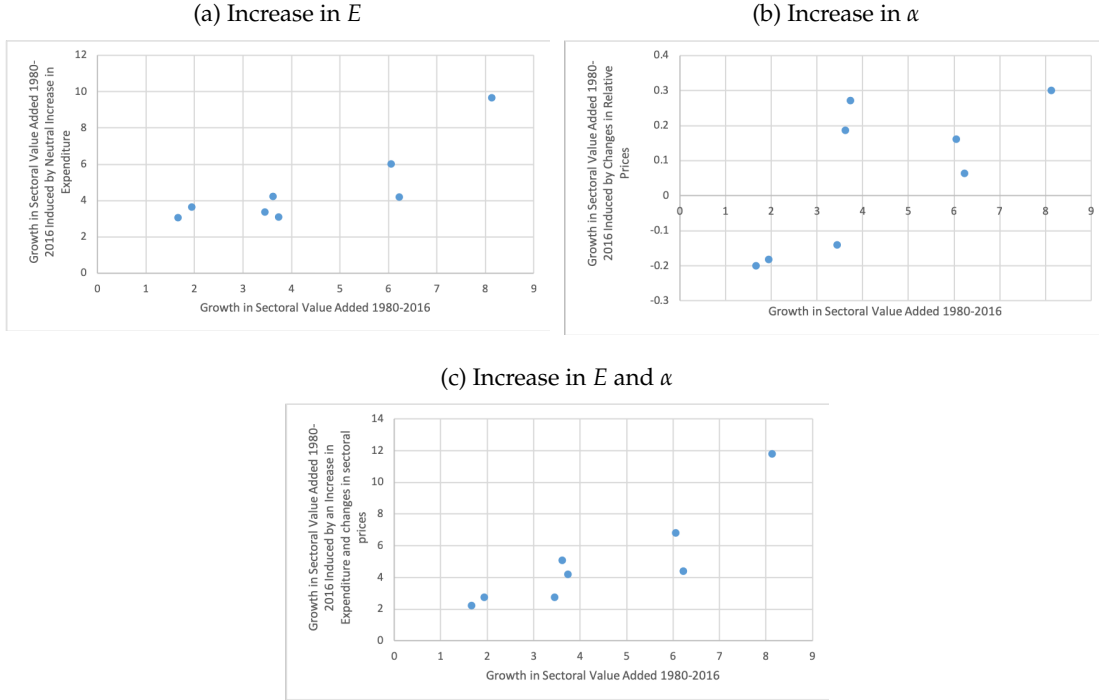 (a) Increase in E
Growth in Sectoral Value Added 1980-
2016 Induced by Neutral Increase in
Expenditure
12
10
8
6
4
2
0
0 1 2 3 4 5 6 7 8 9
Growth in Sectoral Value Added 1980-2016
(b) Increase in α
Growth in Sectoral Value Added 1980-
2016 Induced by Changes in Relative
Prices
0.4
0.3
0.2
0.1
0
-0.1
-0.2
-0.3
0 1 2 3 4 5 6 7 8 9
Growth in Sectoral Value Added 1980-2016
(c) Increase in E and α
Growth in Sectoral Value Added 1980-
2016 Induced by an Increase in
Expenditure and changes in sectoral
prices
14
12
10
8
6
4
2
0
0 1 2 3 4 5 6 7 8 9
Growth in Sectoral Value Added 1980-2016